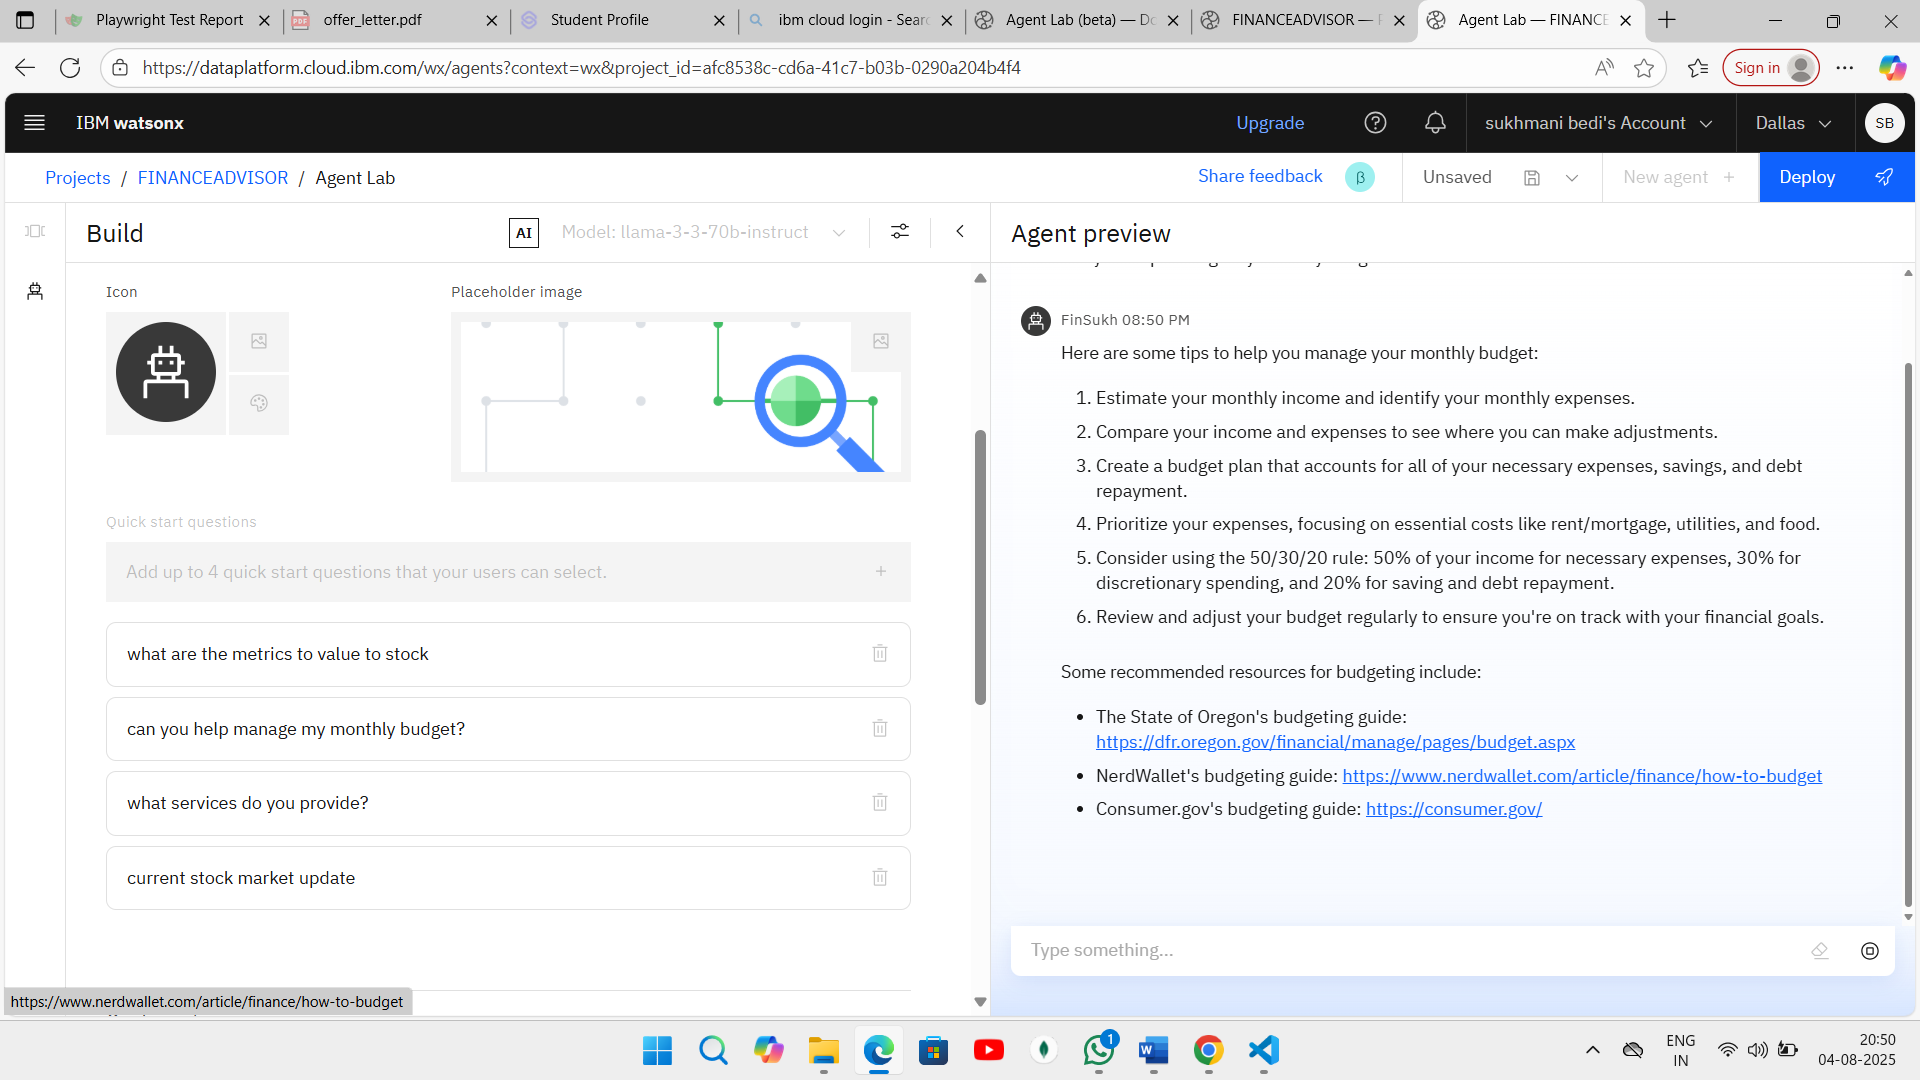 Playwright Test Report
offer_letter.pdf
Student Profile
ibm cloud login - Searc
Agent Lab (beta) — Do
FINANCEADVISOR —
Agent Lab — FINANCE
https://dataplatform.cloud.ibm.com/wx/agents?context=wx&project_id=afc8538c-cd6a-41c7-b03b-0290a204b4f4
Sign in
IBM watsonx
Upgrade
sukhmani bedi's Account
Dallas
SB
Projects / FINANCEADVISOR / Agent Lab
Share feedback
β
Unsaved
New agent +
Deploy
Build
AI
Model: llama-3-3-70b-instruct
Agent preview
Icon
Placeholder image
Quick start questions
Add up to 4 quick start questions that your users can select.
what are the metrics to value to stock
can you help manage my monthly budget?
what services do you provide?
current stock market update
https://www.nerdwallet.com/article/finance/how-to-budget
FinSukh 08:50 PM
Here are some tips to help you manage your monthly budget:
1. Estimate your monthly income and identify your monthly expenses.
2. Compare your income and expenses to see where you can make adjustments.
3. Create a budget plan that accounts for all of your necessary expenses, savings, and debt
repayment.
4. Prioritize your expenses, focusing on essential costs like rent/mortgage, utilities, and food.
5. Consider using the 50/30/20 rule: 50% of your income for necessary expenses, 30% for
discretionary spending, and 20% for saving and debt repayment.
6. Review and adjust your budget regularly to ensure you're on track with your financial goals.
Some recommended resources for budgeting include:
• The State of Oregon's budgeting guide:
https://dfr.oregon.gov/financial/manage/pages/budget.aspx
• NerdWallet's budgeting guide: https://www.nerdwallet.com/article/finance/how-to-budget
• Consumer.gov's budgeting guide: https://consumer.gov/
Type something...
1
ENG
IN
20:50
04-08-2025